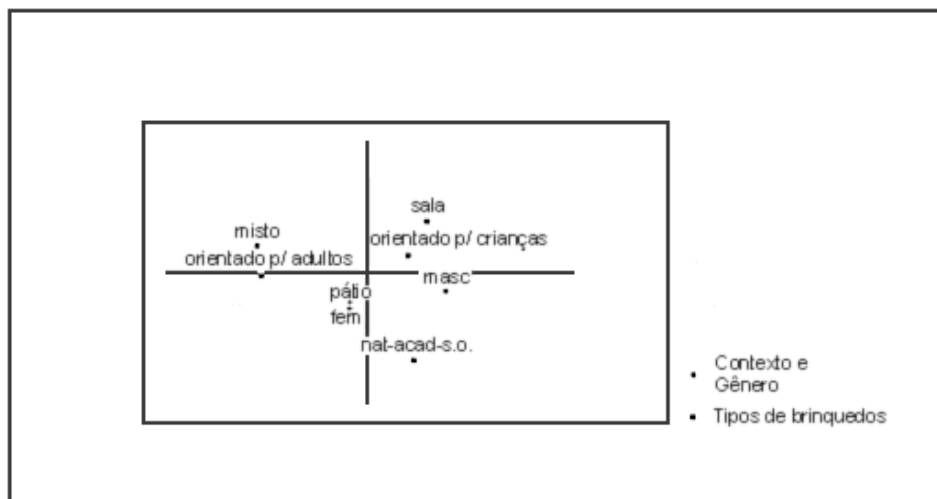 sala
misto
orientado p/ crianças
orientado p/ adultos
masc
pátio
fem
nat-acad-s.o.
Contexto e
Gênero
Tipos de brinquedos